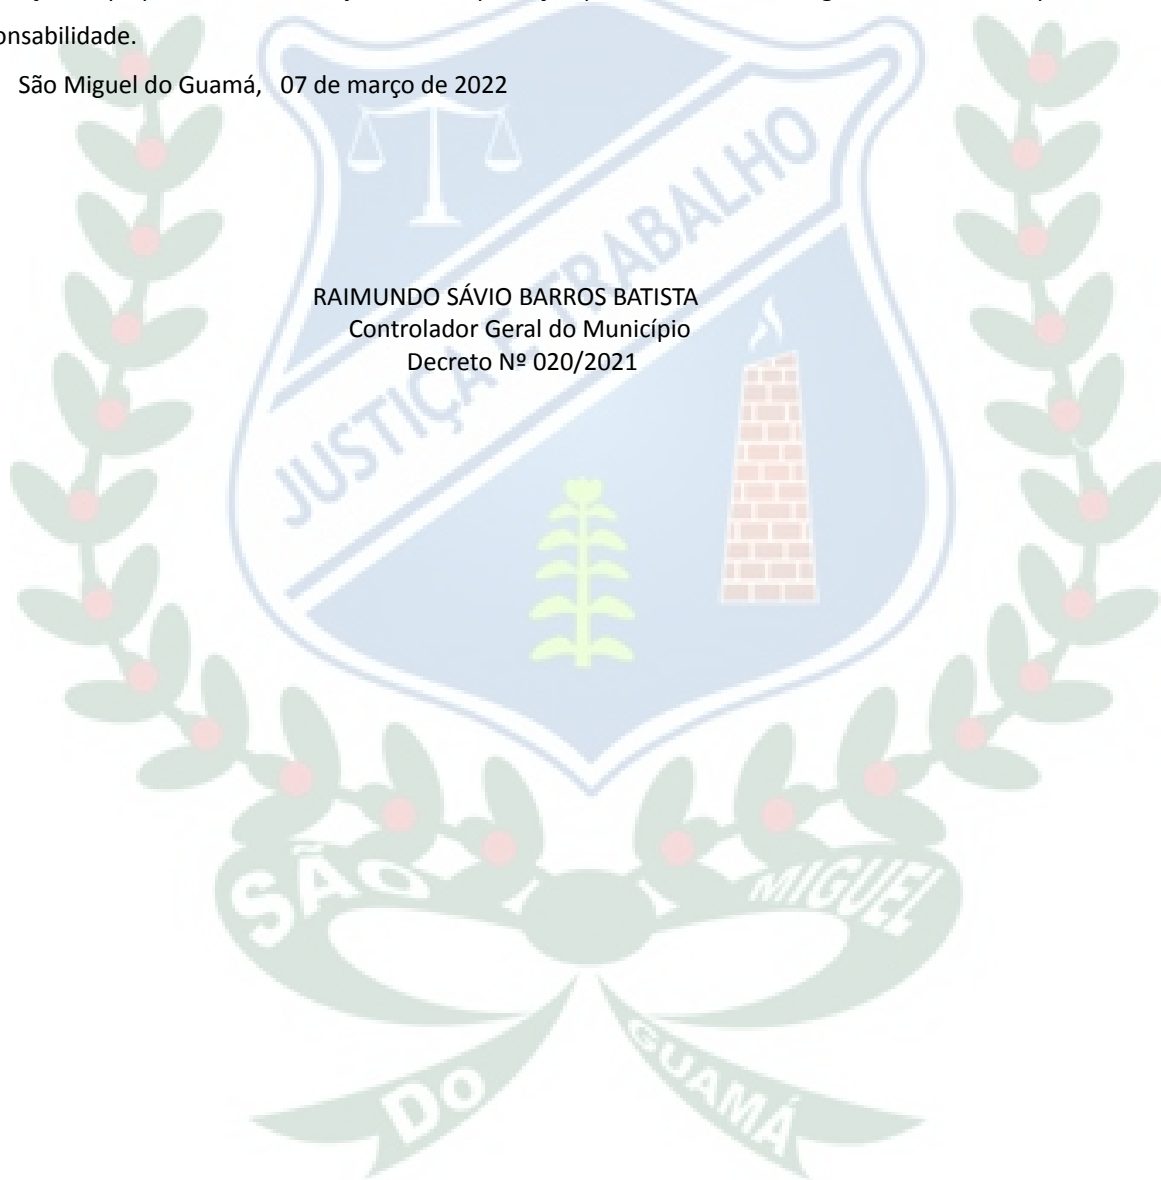 onsabilidade.
São Miguel do Guamá, 07 de março de 2022
RAIMUNDO SÁVIO BARROS BATISTA
Controlador Geral do Município
Decreto Nº 020/2021
JUSTIÇA E TRABALHO
SÃO MIGUEL
DO GUAMÁ